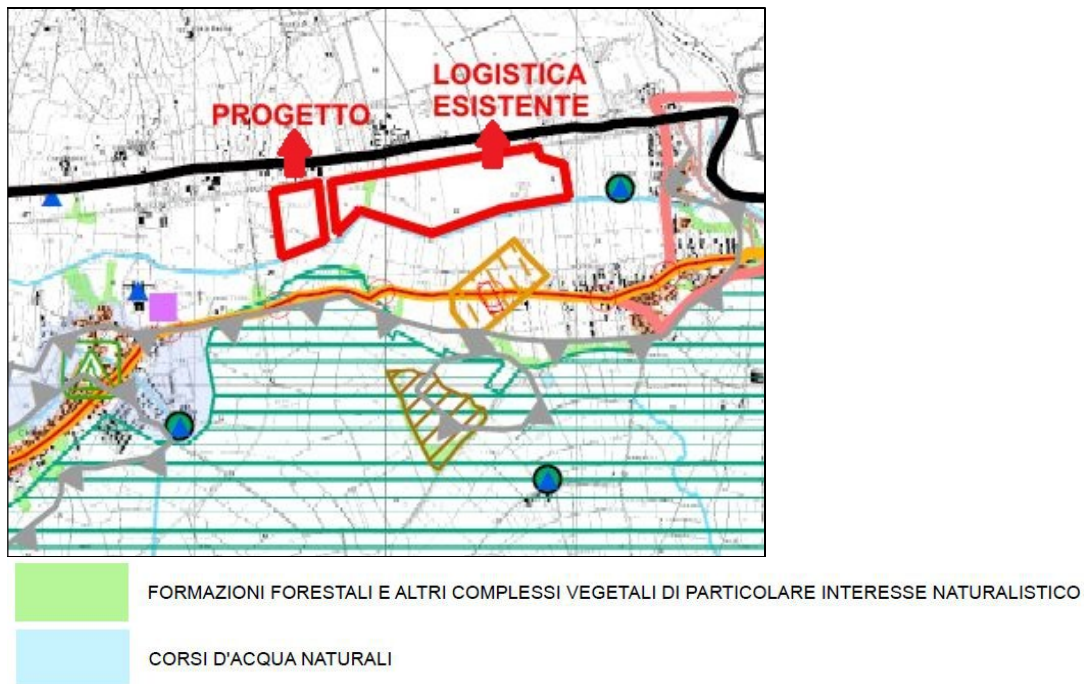 LOGISTICA
ESISTENTE
PROGETTO
FORMAZIONI FORESTALI E ALTRI COMPLESSI VEGETALI DI PARTICOLARE INTERESSE NATURALISTICO
CORSI D'ACQUA NATURALI